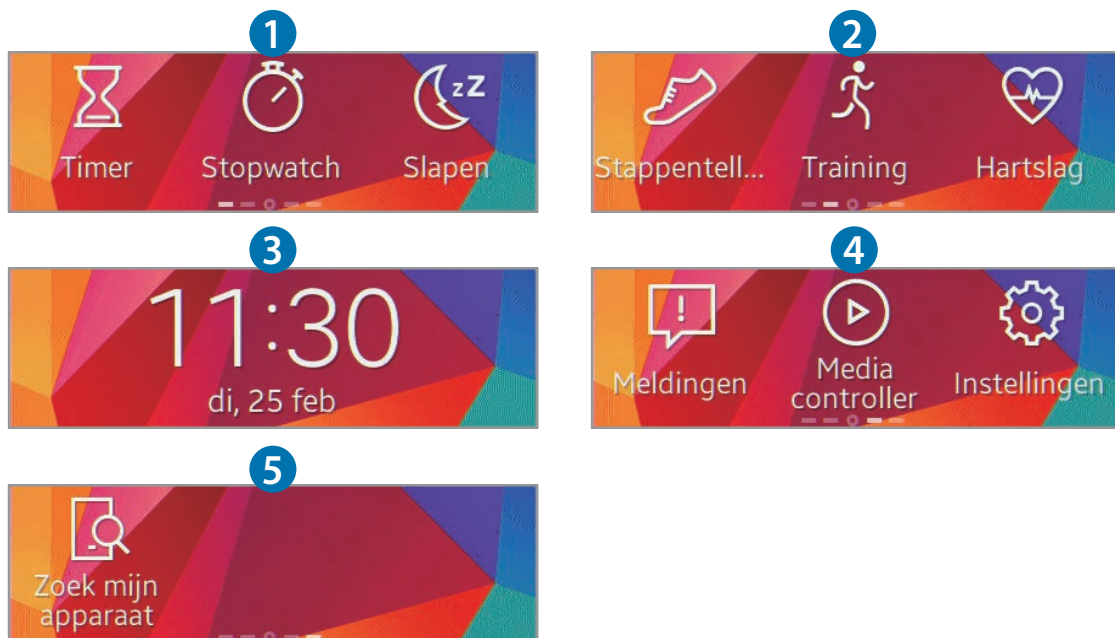 1
Timer
Stopwatch
Slapen
2
Stappentell...
Training
Hartslag
3
11:30
di, 25 feb
4
Meldingen
Media
controller
Instellingen
5
Zoek mijn
apparaat